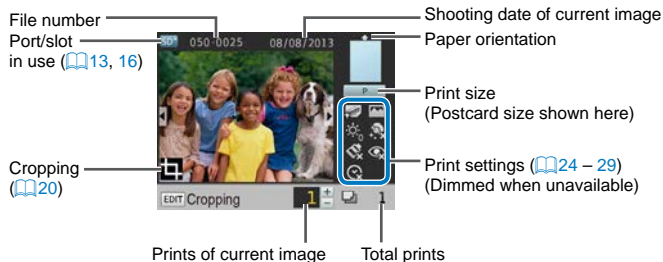 File number
Port/slot
in use (13, 16)
Shooting date of current image
Paper orientation
SD
050-0025
08/08/2013
P
Print size
(Postcard size shown here)
Cropping
(20)
Print settings (24 – 29)
(Dimmed when unavailable)
EDIT Cropping
1
+
-
1
Prints of current image
Total prints